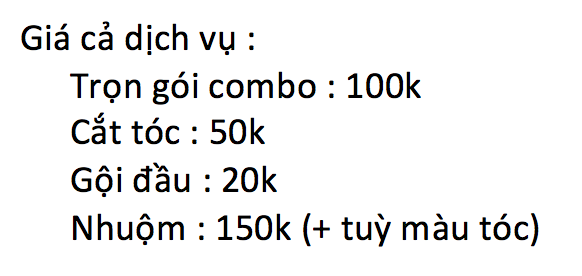 Giá cả dịch vụ :
Trọn gói combo : 100k
Cắt tóc : 50k
Gội đầu : 20k
Nhuộm : 150k (+ tuỳ màu tóc)